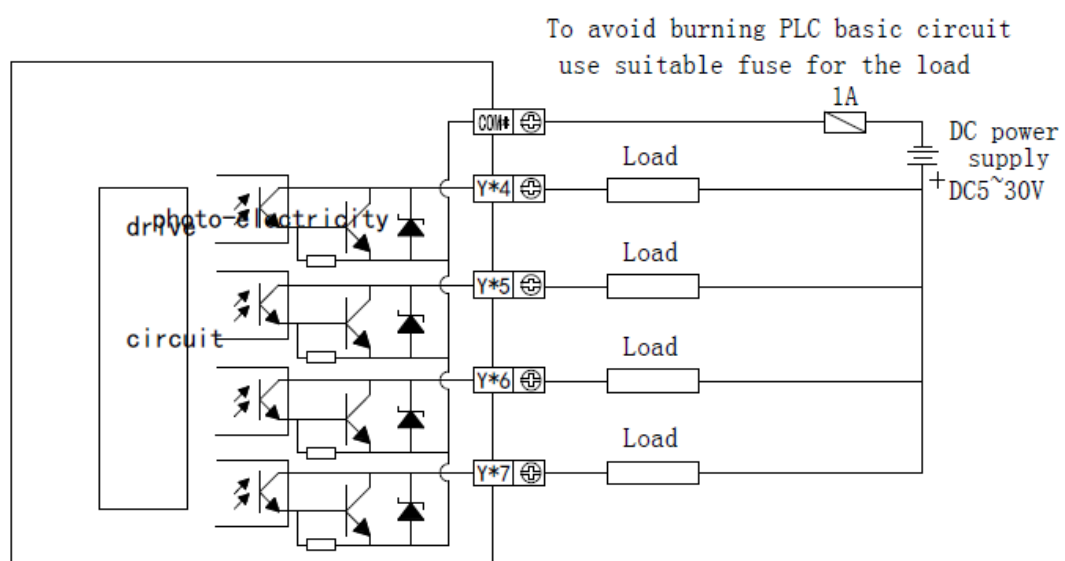 To avoid burning PLC basic circuit
use suitable fuse for the load
1A
COM#
DC power
supply
+
DC5~30V
Load
Y*4
drive
photo-electricity
Load
Y*5
circuit
Load
Y*6
Load
Y*7